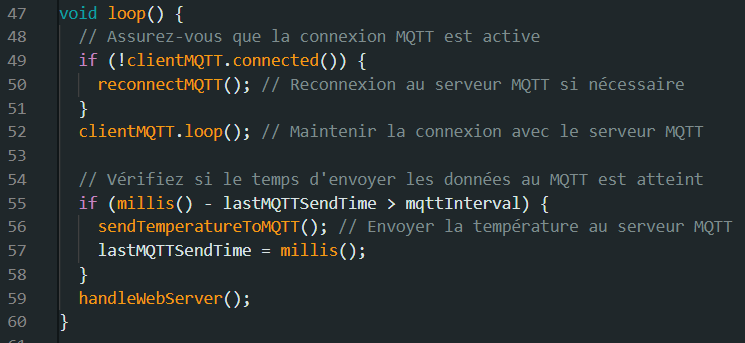 47 void loop() {
48 // Assurez-vous que la connexion MQTT est active
49 if (!clientMQTT.connected()) {
50 reconnectMQTT(); // Reconnexion au serveur MQTT si nécessaire
51 }
52 clientMQTT.loop(); // Maintenir la connexion avec le serveur MQTT
53
54 // Vérifiez si le temps d'envoyer les données au MQTT est atteint
55 if (millis() - lastMQTTSendTime > mqttInterval) {
56 sendTemperatureToMQTT(); // Envoyer la température au serveur MQTT
57 lastMQTTSendTime = millis();
58 }
59 handleWebServer();
60 }